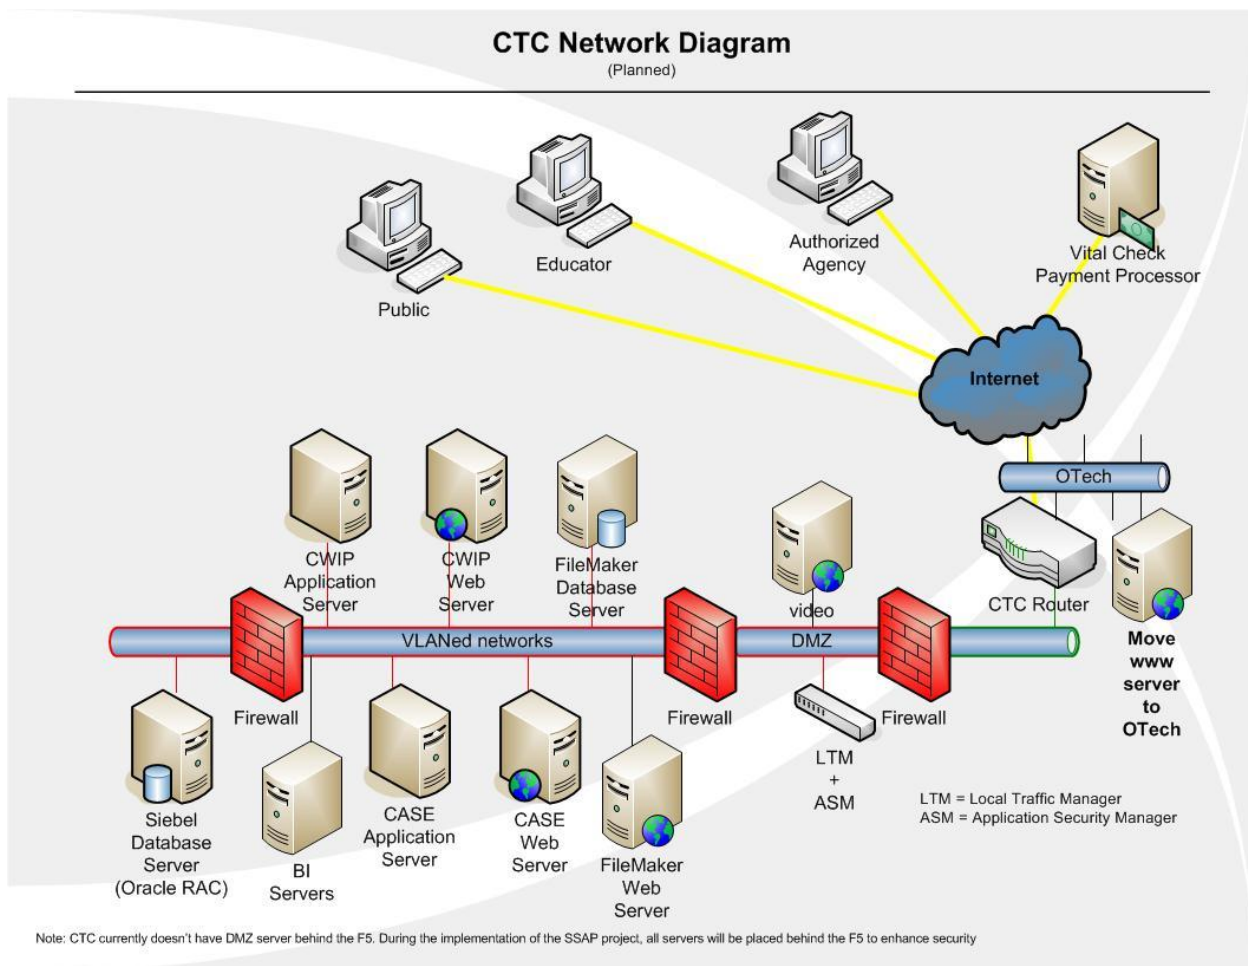 CTC Network Diagram
(Planned)
Public
Educator
Authorized
Agency
Vital Check
Payment Processor
Internet
OTech
CTC Router
Move
www
server
to
OTech
CWIP
Application
Server
CWIP
Web
Server
FileMaker
Database
Server
video
VLANed networks
DMZ
Firewall
Firewall
Firewall
Siebel
Database
Server
(Oracle RAC)
BI
Servers
CASE
Application
Server
CASE
Web
Server
FileMaker
Web
Server
LTM
+
ASM
LTM = Local Traffic Manager
ASM = Application Security Manager
Note: CTC currently doesn't have DMZ server behind the F5. During the implementation of the SSAP project, all servers will be placed behind the F5 to enhance security